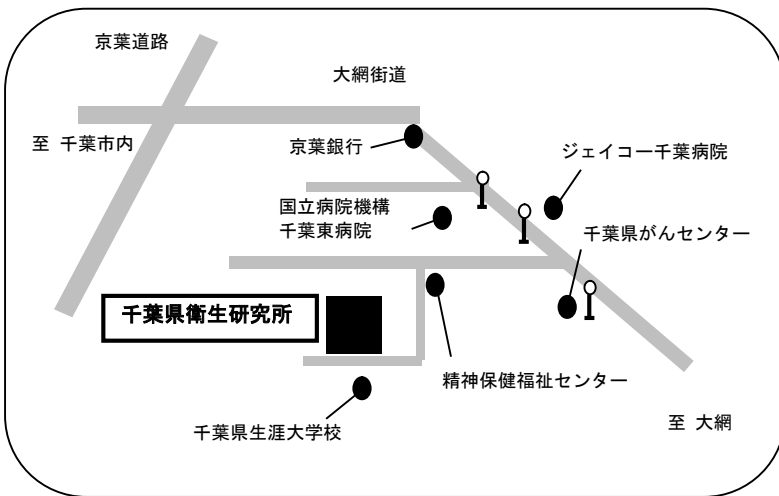 京葉道路
大網街道
至 千葉市内
京葉銀行
ジェイコー千葉病院
国立病院機構
千葉東病院
千葉県がんセンター
千葉県衛生研究所
精神保健福祉センター
千葉県生涯大学校
至 大網